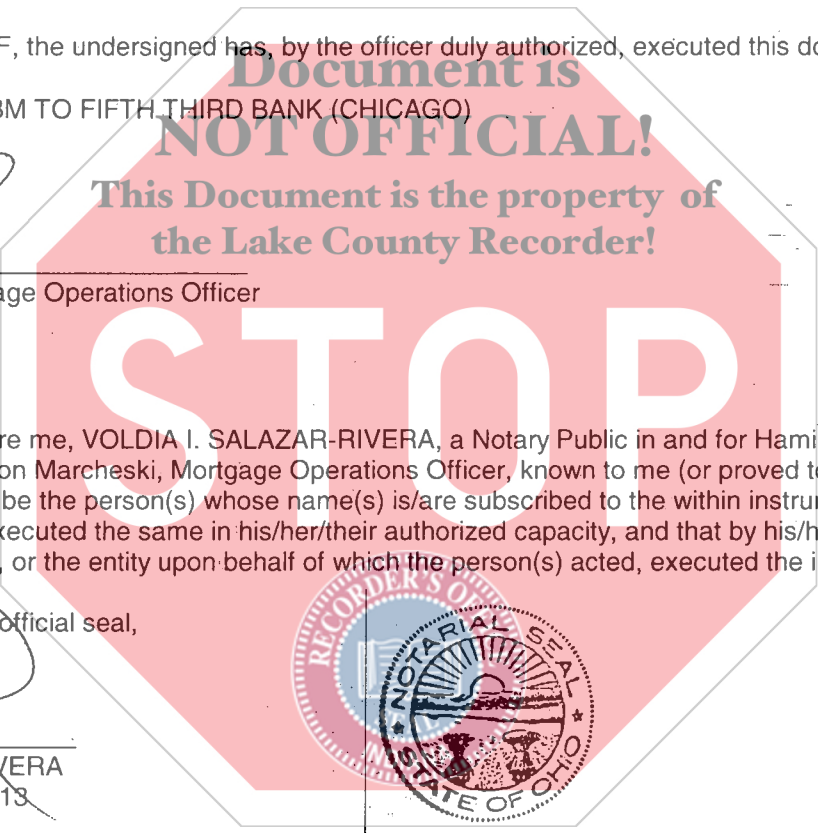 F, the undersigned has, by the officer duly authorized, executed this do
Document is
BM TO FIFTH THIRD BANK (CHICAGO)
NOT OFFICIAL!
This Document is the property of
the Lake County Recorder!
age Operations Officer
STOP
re me, VOLDIA I. SALAZAR-RIVERA, a Notary Public in and for Hami
on Marcheski, Mortgage Operations Officer, known to me (or proved to
be the person(s) whose name(s) is/are subscribed to the within instru
xecuted the same in his/her/their authorized capacity, and that by his/h
, or the entity upon behalf of which the person(s) acted, executed the i
RECORDER'S OF
official seal,
NOTARIAL SEAL
SEAL
STATE OF OHIO
VERA
13